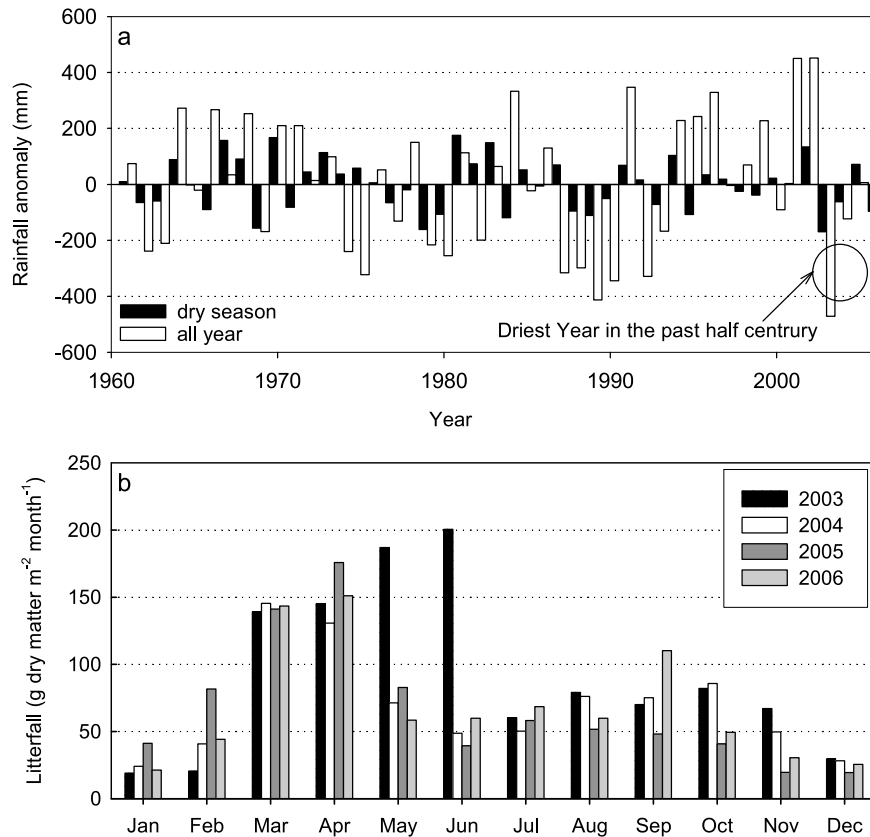 a
600
400
200
0
-200
-400
-600
Rainfall anomaly (mm)
dry season
all year
Driest Year in the past half centrury
1960
1970
1980
1990
2000
Year
b
250
200
150
100
50
0
Litterfall (g dry matter m⁻² month⁻¹)
2003
2004
2005
2006
Jan Feb Mar Apr May Jun Jul Aug Sep Oct Nov Dec